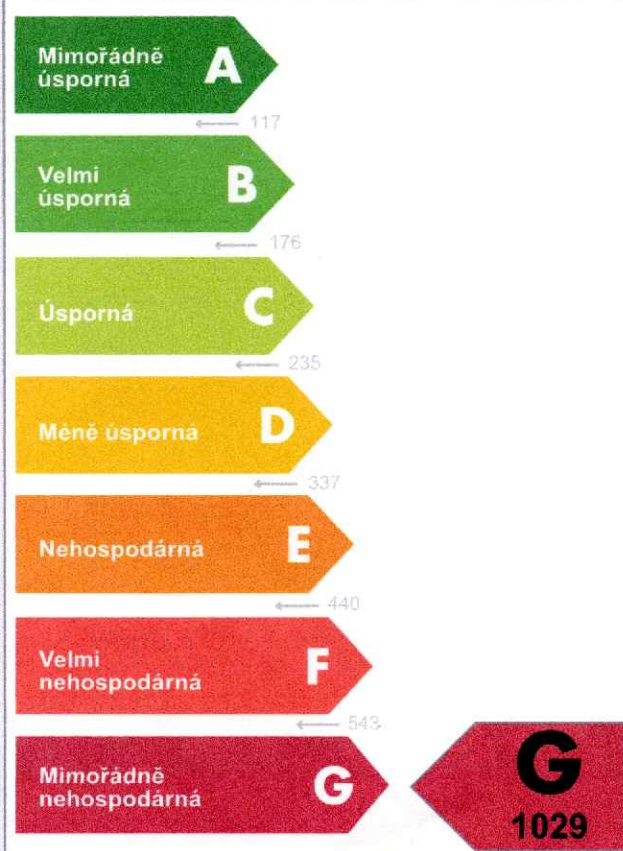 Mimořádně
úsporná
A
117
Velmi
úsporná
B
176
Úsporná
C
235
Méně úsporná
D
337
Nehospodárná
E
440
Velmi
nehospodárná
F
543
Mimořádně
nehospodárná
G
G
1029